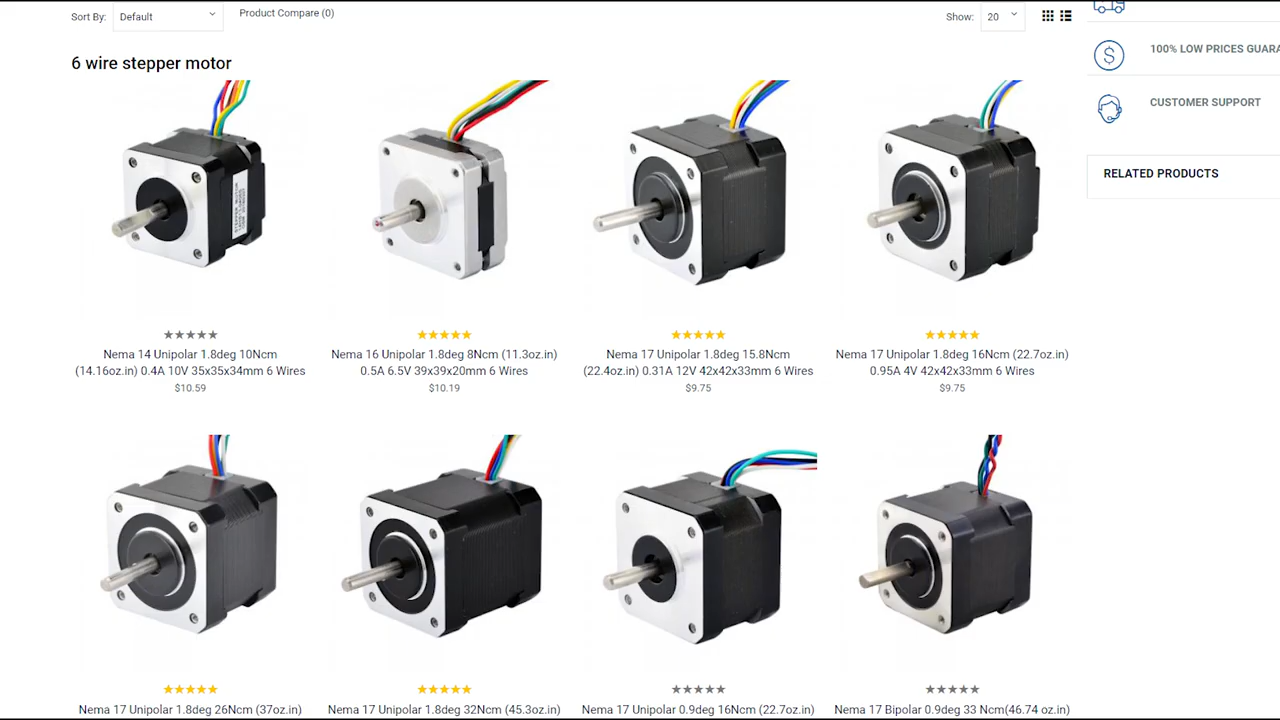 Sort By:
Default
Product Compare (0)
Show:
20
100% LOW PRICES GUARA
6 wire stepper motor
CUSTOMER SUPPORT
RELATED PRODUCTS
Nema 14 Unipolar 1.8deg 10Ncm
(14.16oz.in) 0.4A 10V 35x35x34mm 6 Wires
$10.59
Nema 16 Unipolar 1.8deg 8Ncm (11.3oz.in)
0.5A 6.5V 39x39x20mm 6 Wires
$10.19
Nema 17 Unipolar 1.8deg 15.8Ncm
(22.4oz.in) 0.31A 12V 42x42x33mm 6 Wires
$9.75
Nema 17 Unipolar 1.8deg 16Ncm (22.7oz.in)
0.95A 4V 42x42x33mm 6 Wires
$9.75
Nema 17 Unipolar 1.8deg 26Ncm (37oz.in)
Nema 17 Unipolar 1.8deg 32Ncm (45.3oz.in)
Nema 17 Unipolar 0.9deg 16Ncm (22.7oz.in)
Nema 17 Bipolar 0.9deg 33 Ncm(46.74 oz.in)